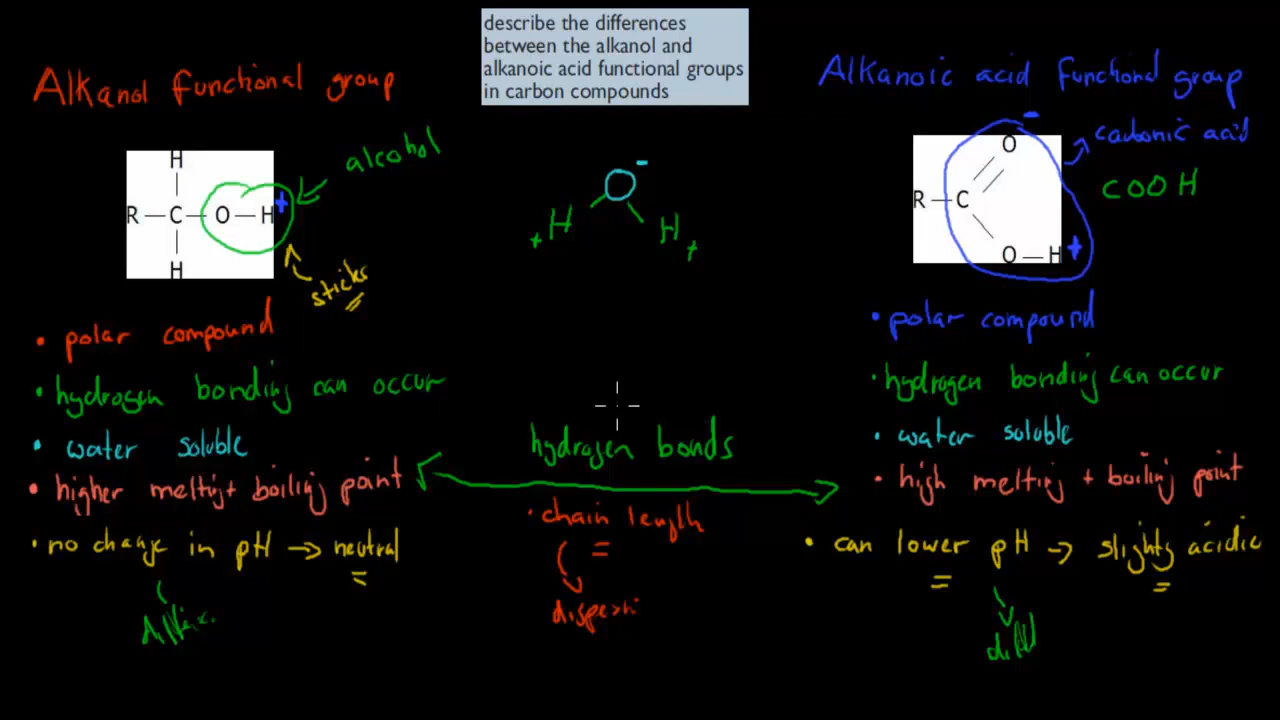 describe the differences
between the alkanol and
alkanoic acid functional groups
in carbon compounds
Alkanol functional group
alcohol
H
R — C — O — H +
H
sticks
• polar compound
• hydrogen bonding can occur
• water soluble
• higher melting + boiling point
• no change in pH → neutral
O -
H + H +
hydrogen bonds
• chain length
Alkanoic acid functional group
carbonic acid
COOH
O -
R — C
O — H +
• polar compound
• hydrogen bonding can occur
• water soluble
• high melting + boiling point
• can lower pH → slighty acidic